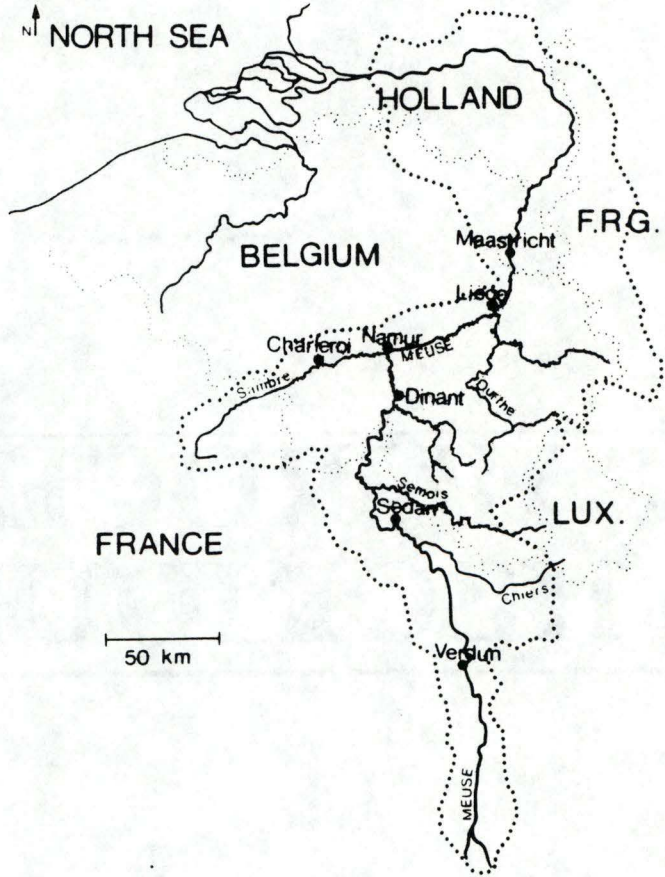 N
NORTH SEA
HOLLAND
F.R.G.
Maastricht
BELGIUM
Liège
Charleroi
Namur
MEUSE
Sambre
Dinant
Ourthe
Semois
Sedan
LUX.
FRANCE
Chiers
50 km
Verdun
MEUSE